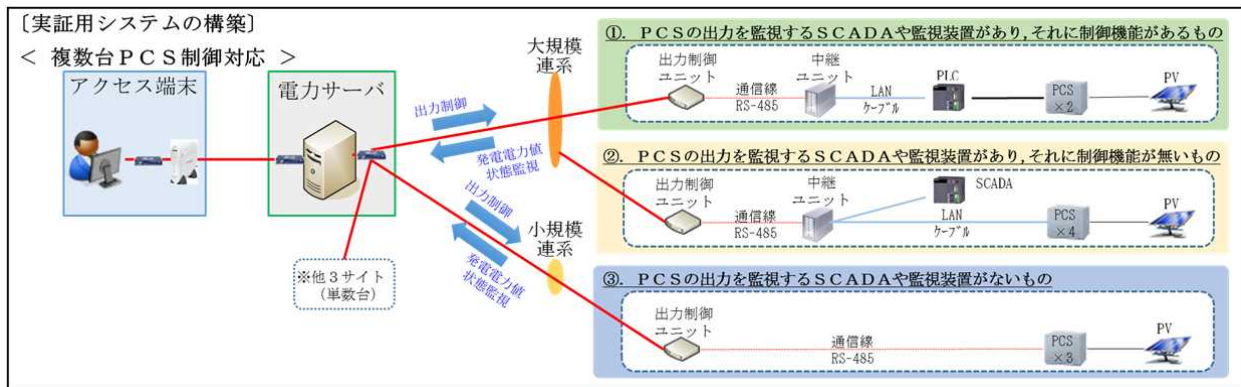 〔実証用システムの構築〕
< 複数台PCS制御対応 >
アクセス端末
電力サーバ
※他3サイト
(単数台)
出力制御
発電電力値
状態監視
出力制御
発電電力値
状態監視
大規模
連系
小規模
連系
①. PCSの出力を監視するSCADAや監視装置があり,それに制御機能があるもの
出力制御
ユニット
通信線
RS-485
中継
ユニット
LAN
ケーブル
PLC
PCS
×2
PV
②. PCSの出力を監視するSCADAや監視装置があり,それに制御機能が無いもの
出力制御
ユニット
通信線
RS-485
中継
ユニット
SCADA
LAN
ケーブル
PCS
×4
PV
③. PCSの出力を監視するSCADAや監視装置がないもの
出力制御
ユニット
通信線
RS-485
PCS
×3
PV